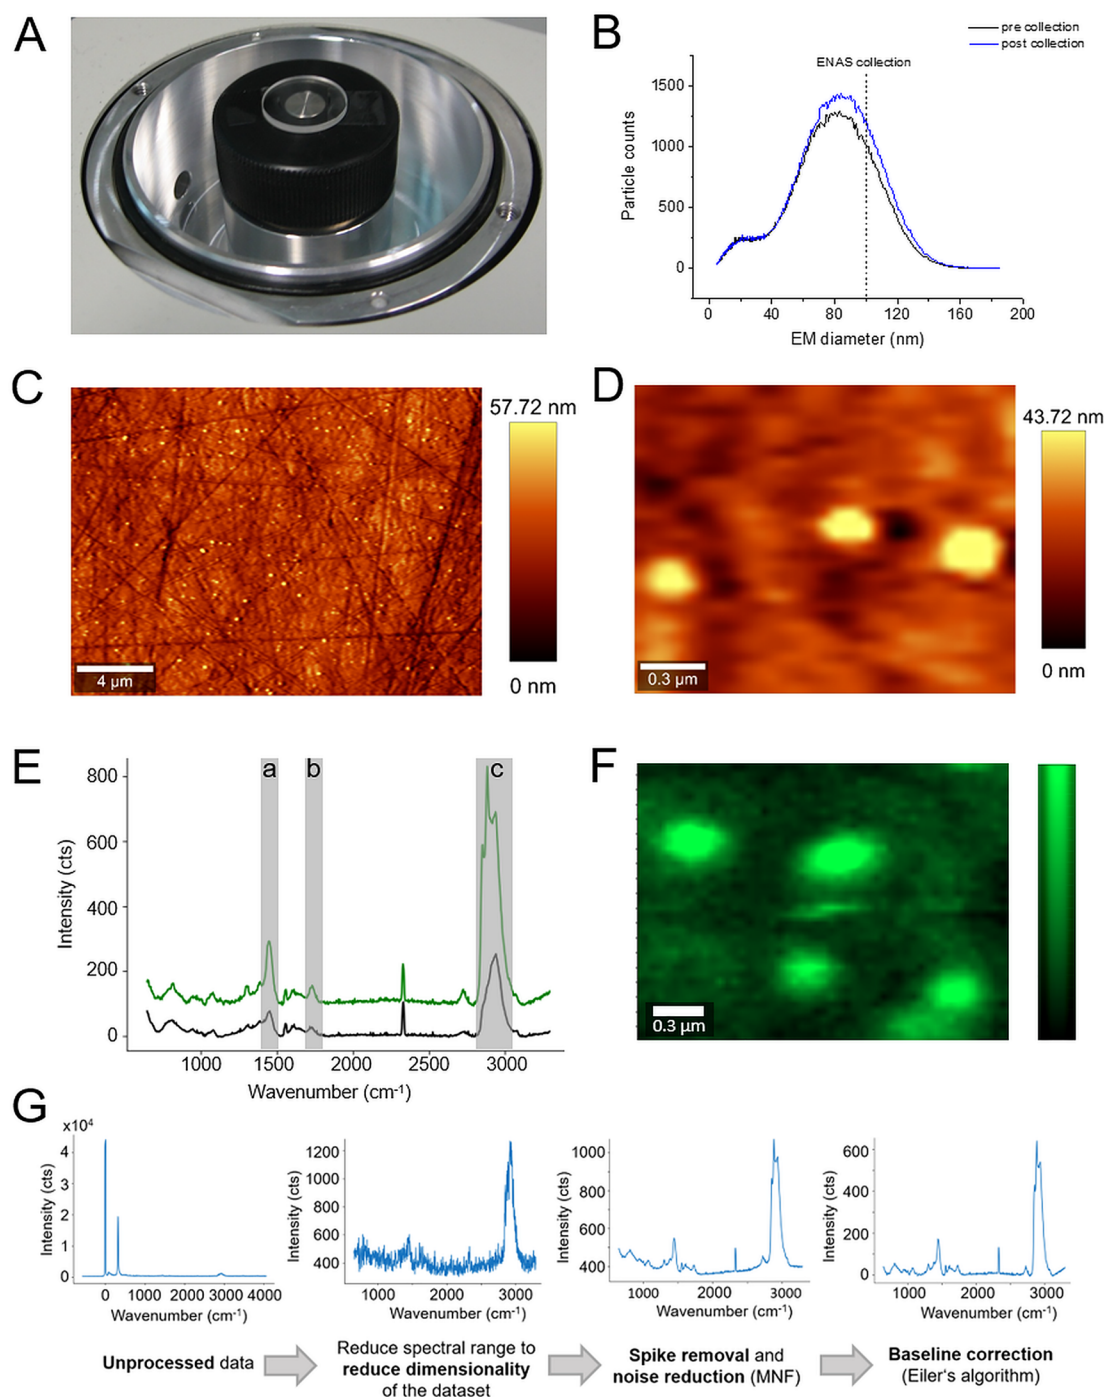 A
B
pre collection
post collection
ENAS collection
1500
1000
500
0
Particle counts
0 40 80 120 160 200
EM diameter (nm)
C
57.72 nm
0 nm
4 µm
D
43.72 nm
0 nm
0.3 µm
E
a b c
800
600
400
200
0
Intensity (cts)
1000 1500 2000 2500 3000
Wavenumber (cm-1)
F
0.3 µm
G
x10⁴
4
3
2
1
0
Intensity (cts)
0 1000 2000 3000 4000
Wavenumber (cm-1)
1200
1000
800
600
400
Intensity (cts)
1000 2000 3000
Wavenumber (cm-1)
1000
800
600
400
Intensity (cts)
1000 2000 3000
Wavenumber (cm-1)
600
400
200
0
Intensity (cts)
1000 2000 3000
Wavenumber (cm-1)
Unprocessed data
Reduce spectral range to
reduce dimensionality
of the dataset
Spike removal and
noise reduction (MNF)
Baseline correction
(Eiler's algorithm)